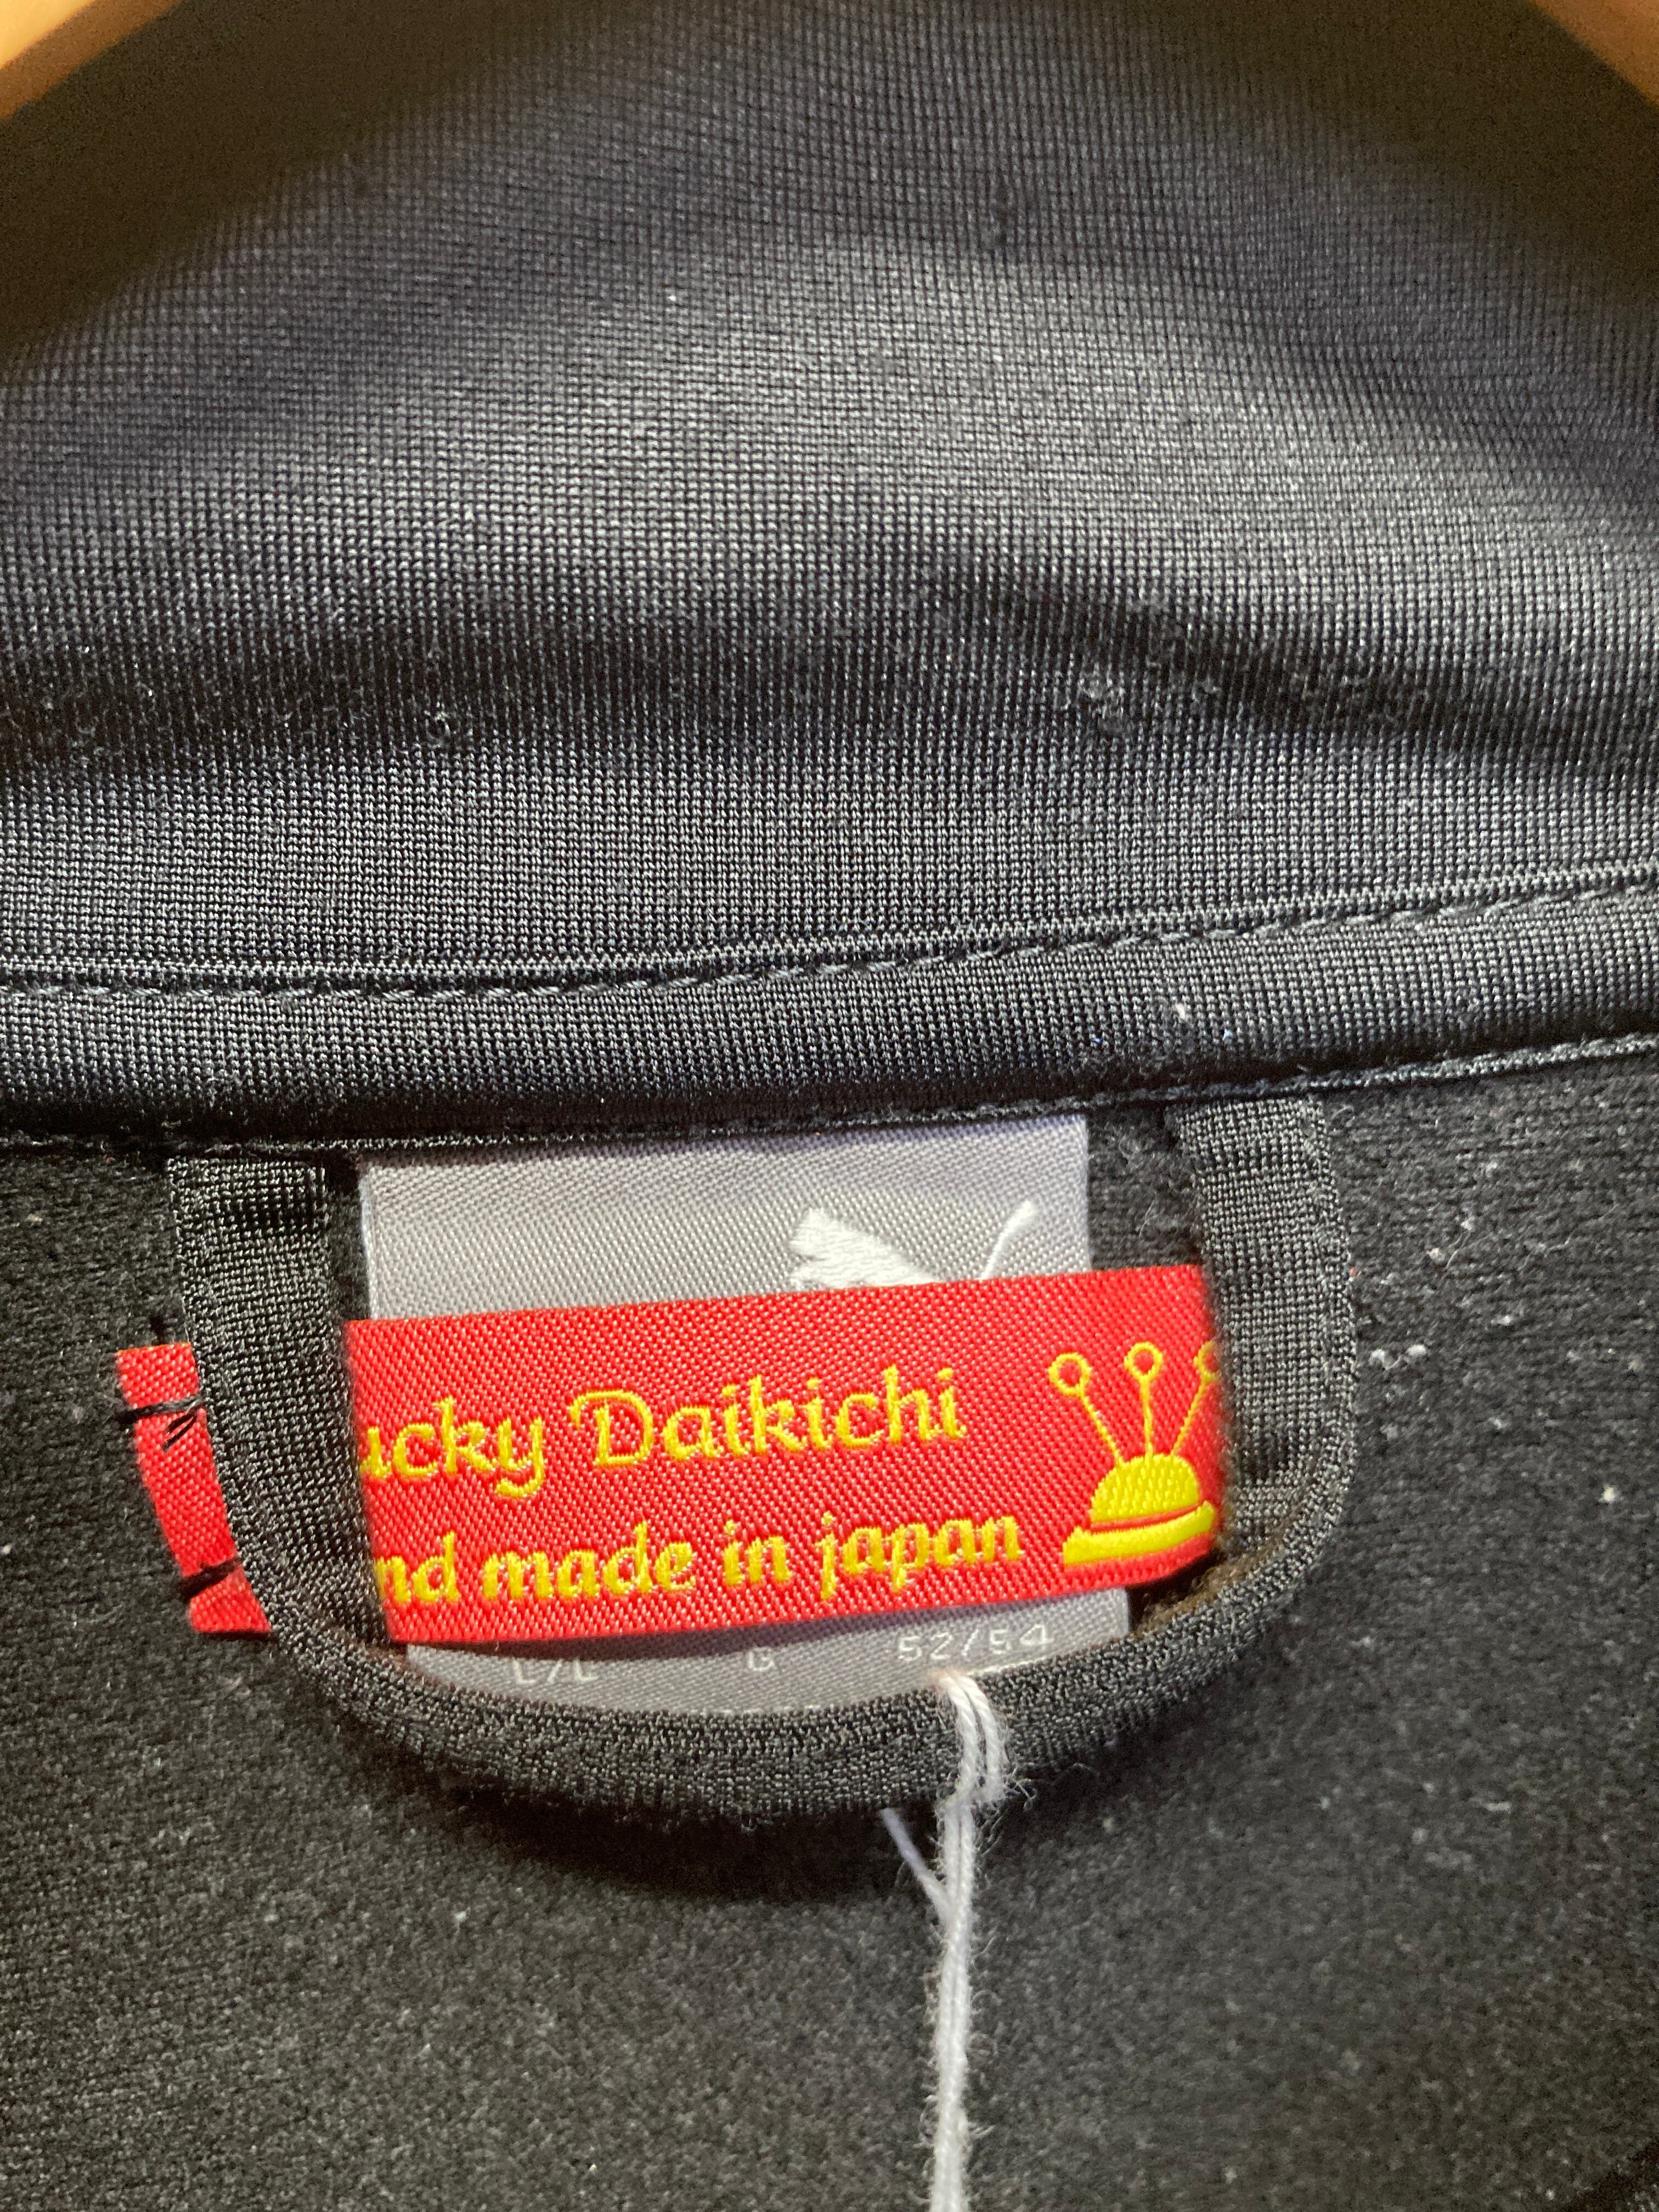 ucky Daikichi
nd made in japan
L/L G 52/54